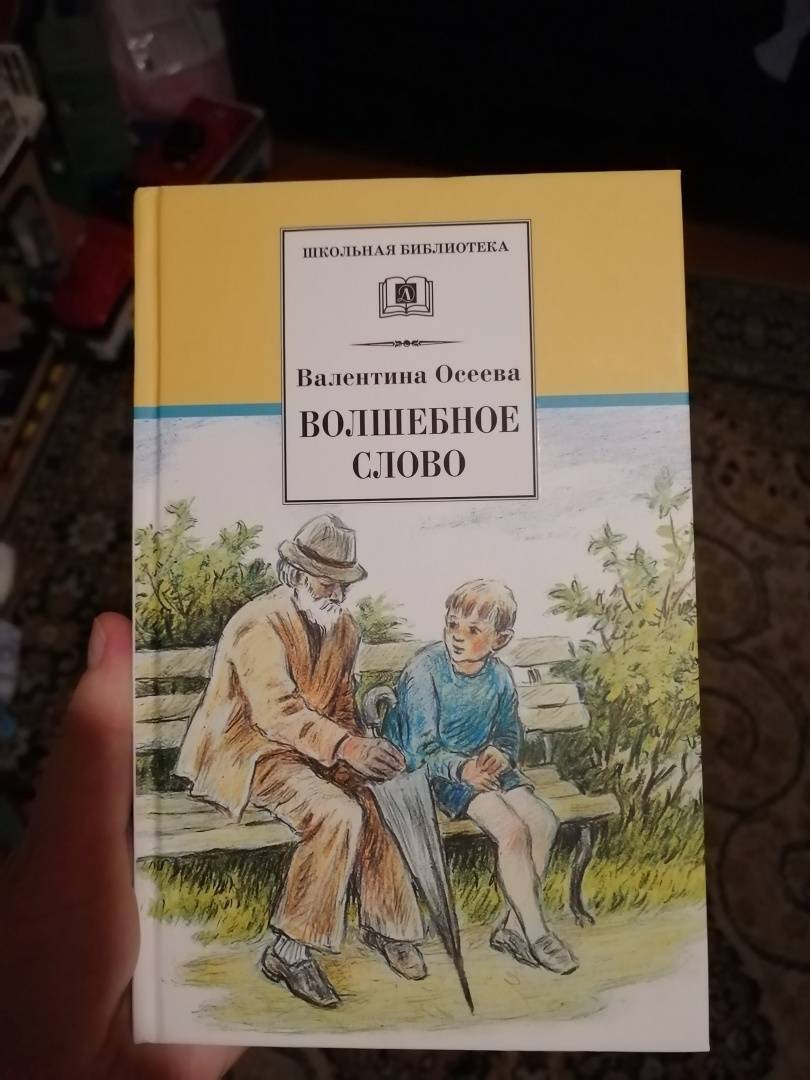 ШКОЛЬНАЯ БИБЛИОТЕКА
Валентина Осеева
ВОЛШЕБНОЕ
СЛОВО